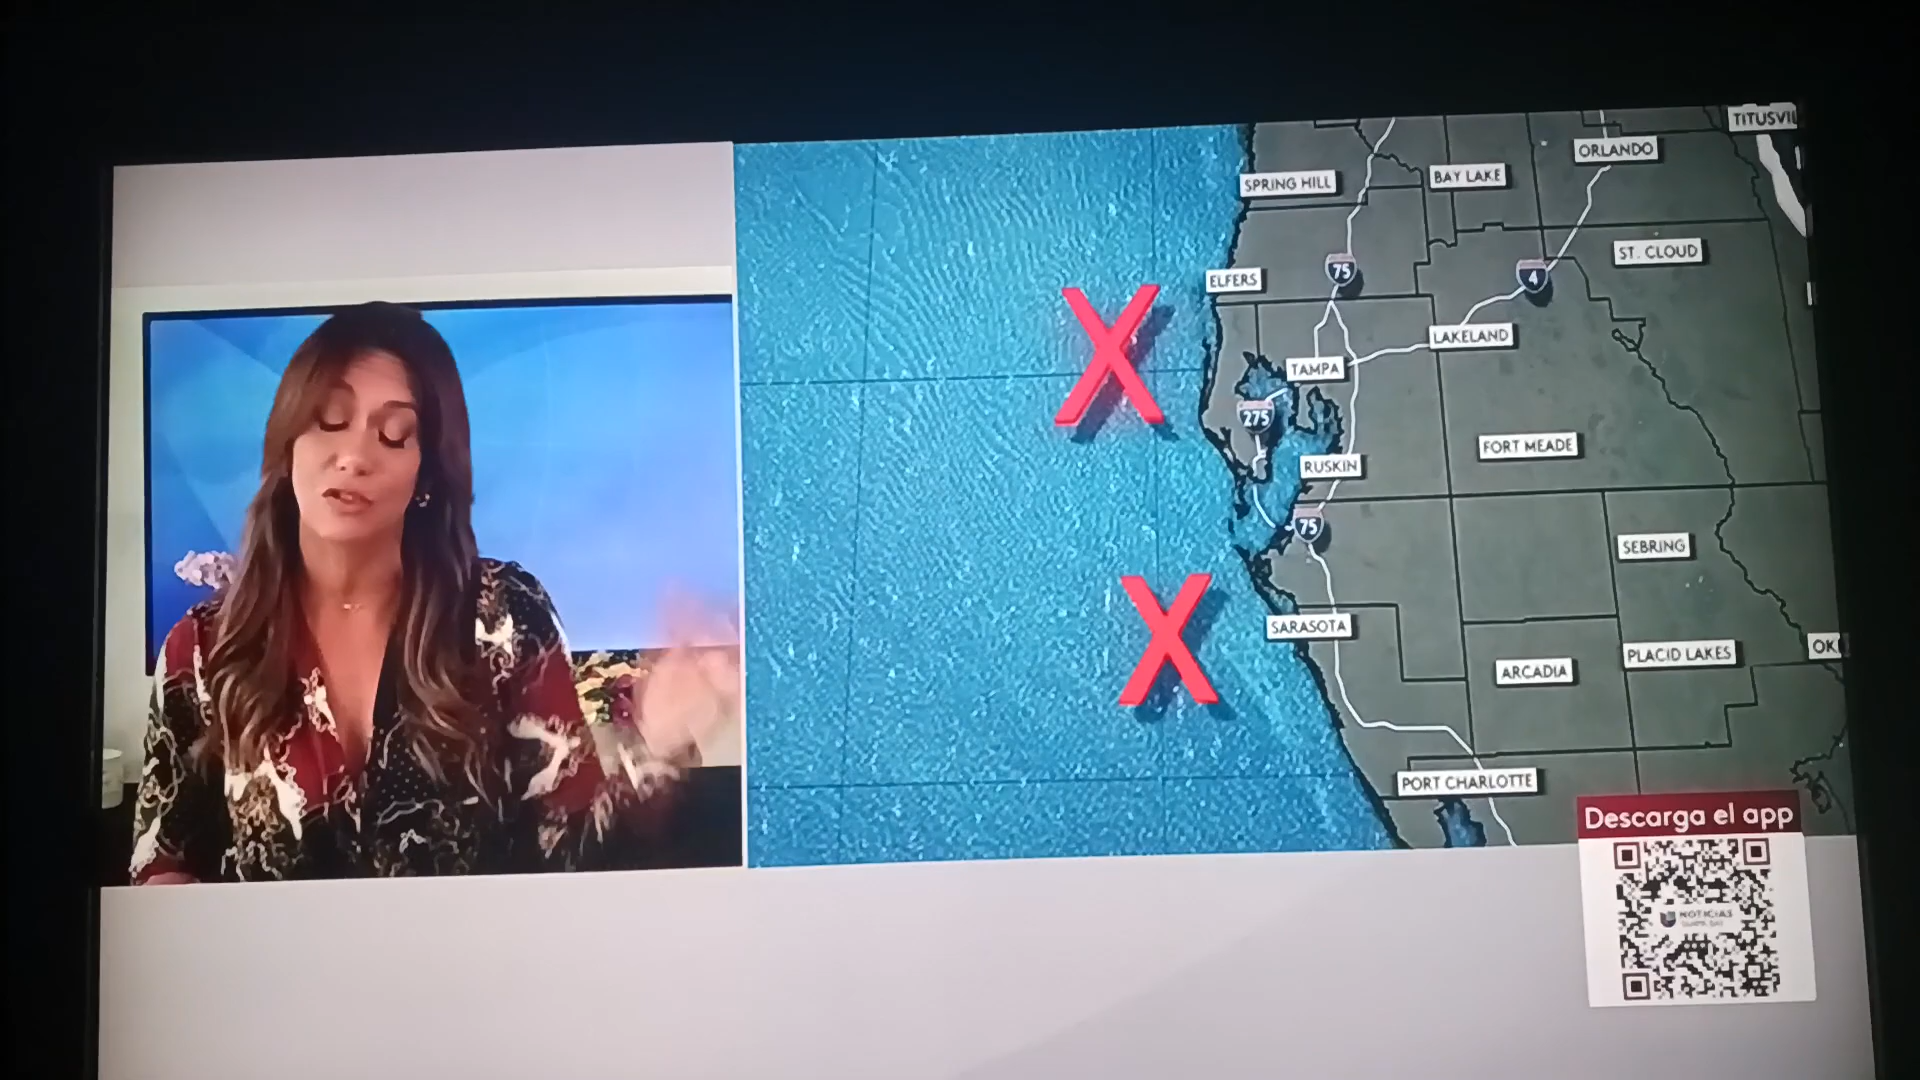 TITUSVIL
ORLANDO
BAY LAKE
SPRING HILL
ST. CLOUD
ELFERS
75
4
LAKELAND
TAMPA
275
FORT MEADE
RUSKIN
75
SEBRING
SARASOTA
PLACID LAKES
OK
ARCADIA
PORT CHARLOTTE
X
X
Descarga el app
NOTICIAS